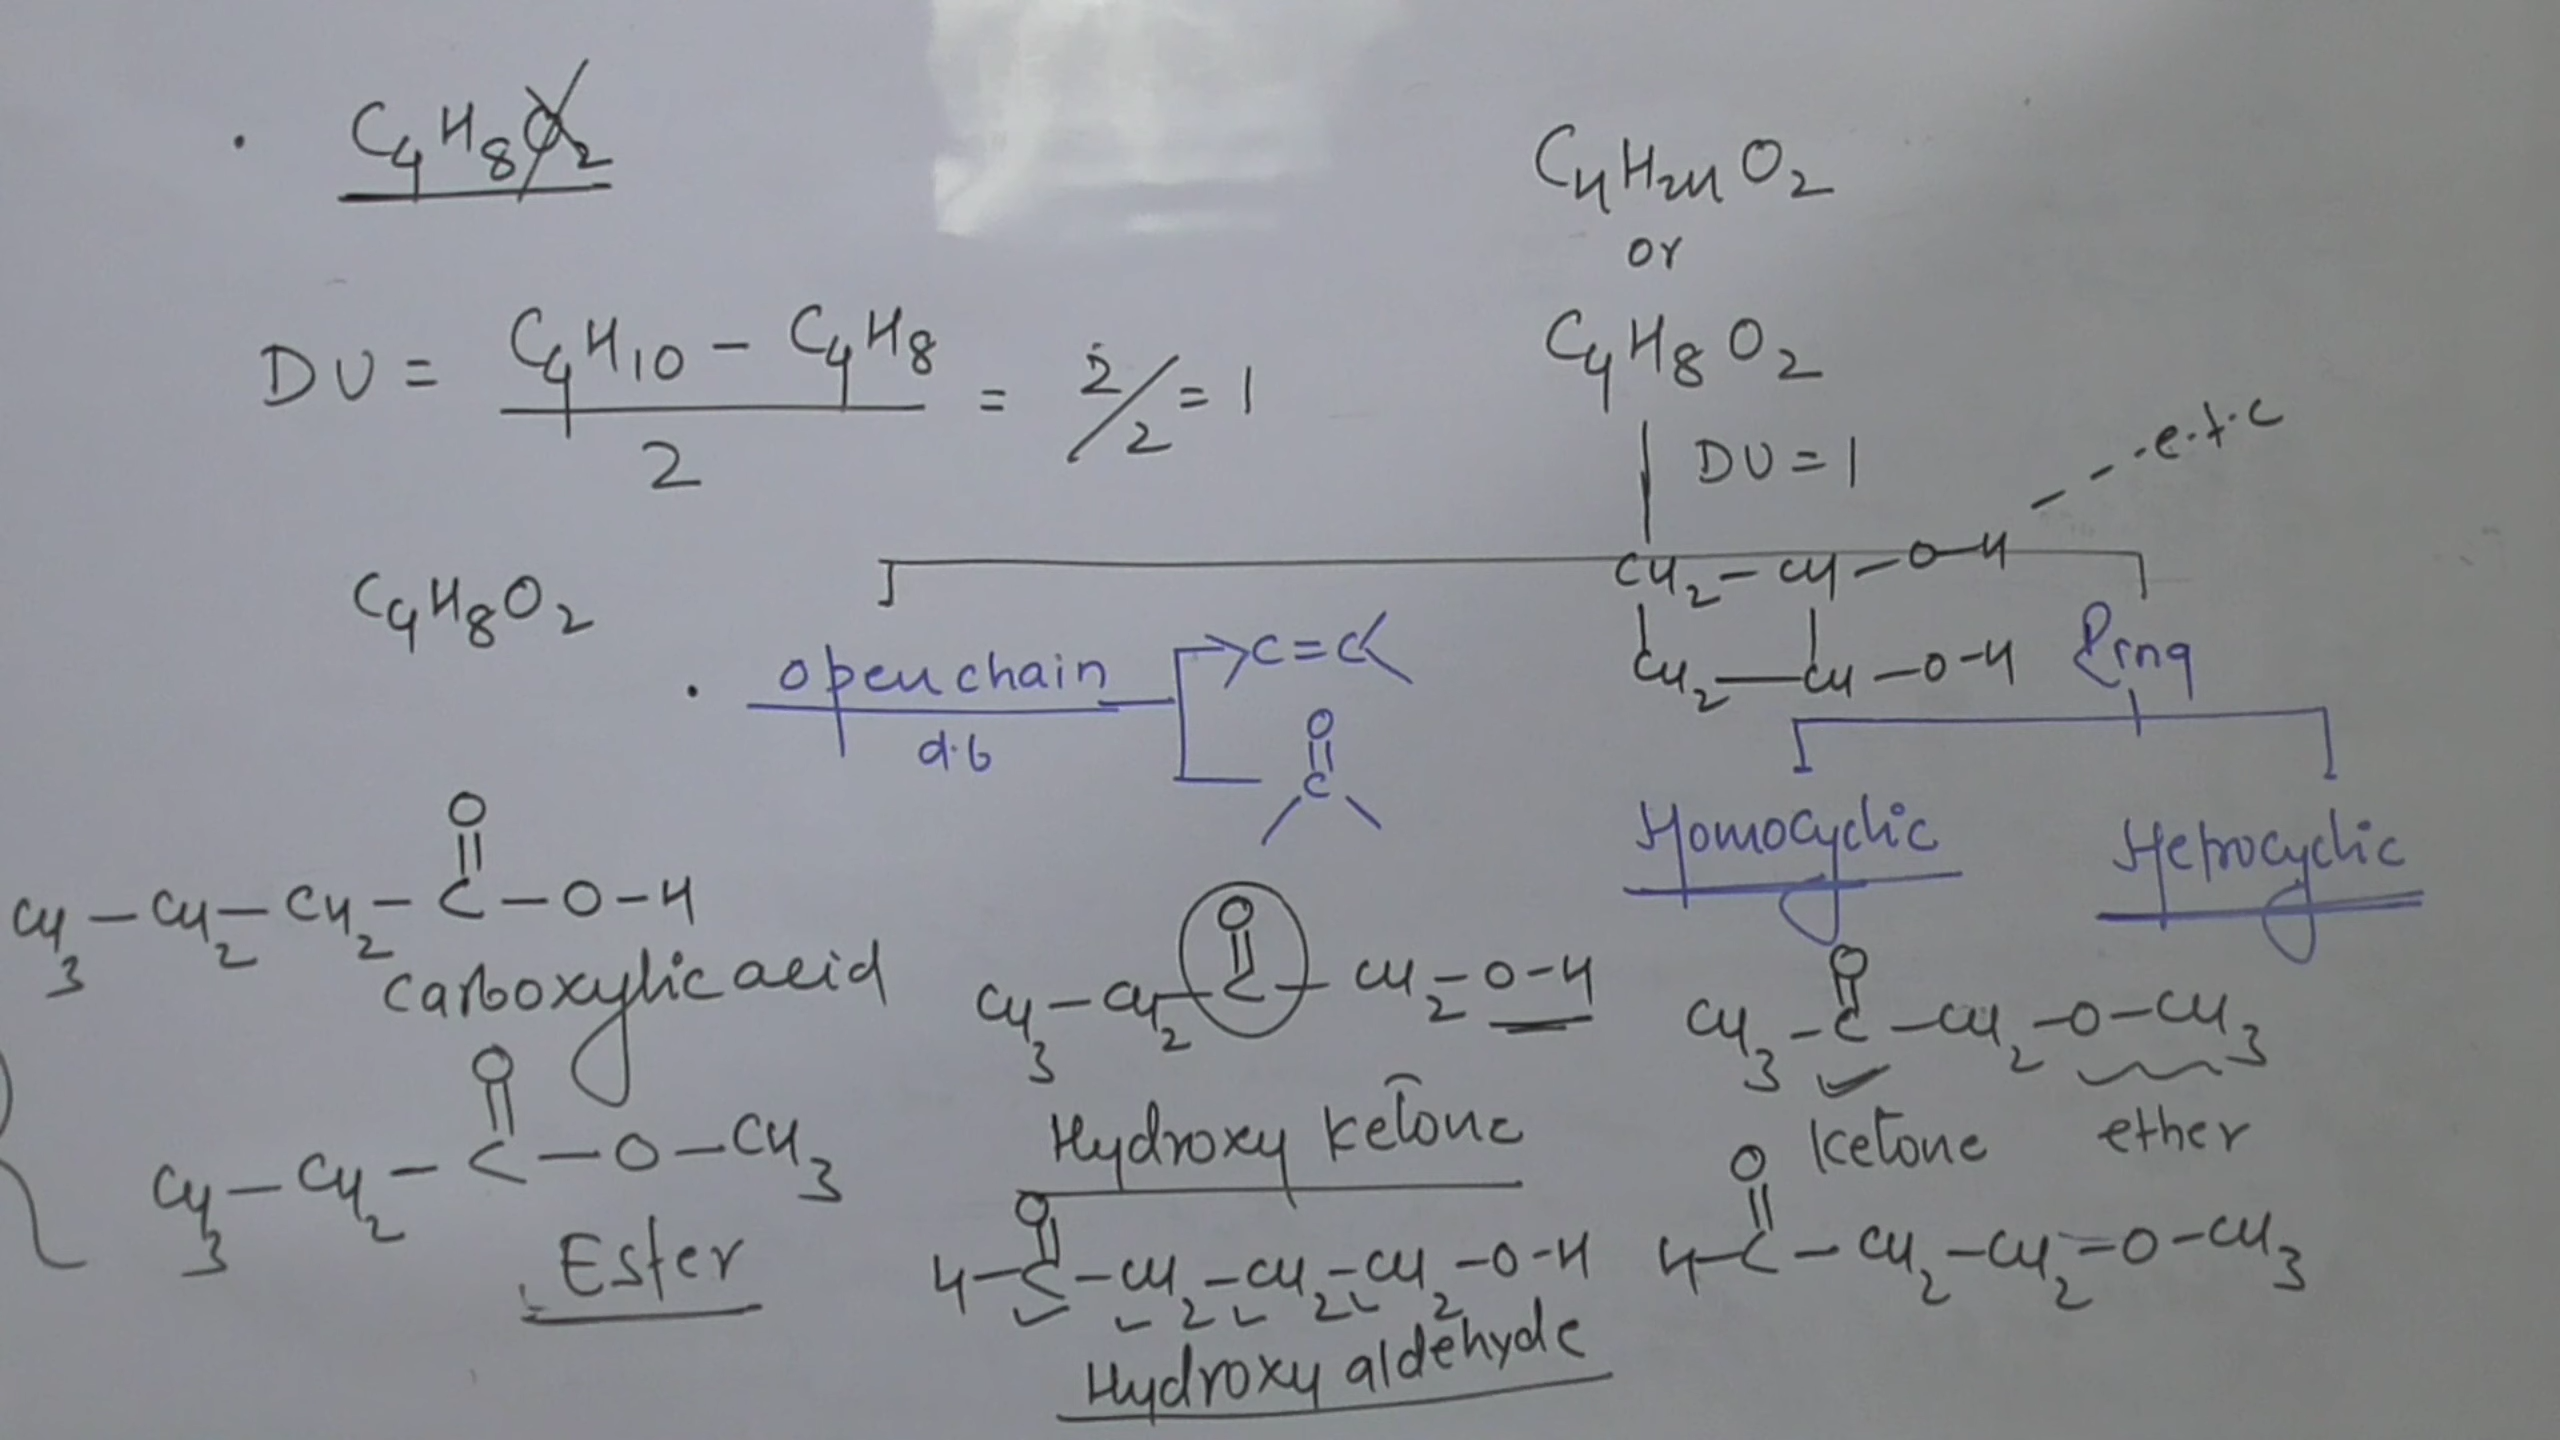 C4H8O2
CnH2nO2
or
C4H8O2
DU = C4H10 - C4H8 / 2 = 2/2 = 1
DU = 1
- - . e.t.c
C4H8O2
CH2 - CH - O - H
CH2 - CH - O - H
open chain
d.b
>C=C<
O
||
C
Ring
Homocyclic
Hetrocyclic
O
||
CH3 - CH2 - CH2 - C - O - H
Carboxylic acid
O
||
CH3 - CH2 - C - CH2 - O - H
Hydroxy Ketone
O
||
CH3 - C - CH2 - O - CH3
Ketone ether
O
||
CH3 - CH2 - C - O - CH3
Ester
O
||
H - C - CH2 - CH2 - CH2 - O - H
Hydroxy aldehyde
O
||
H - C - CH2 - CH2 - O - CH3